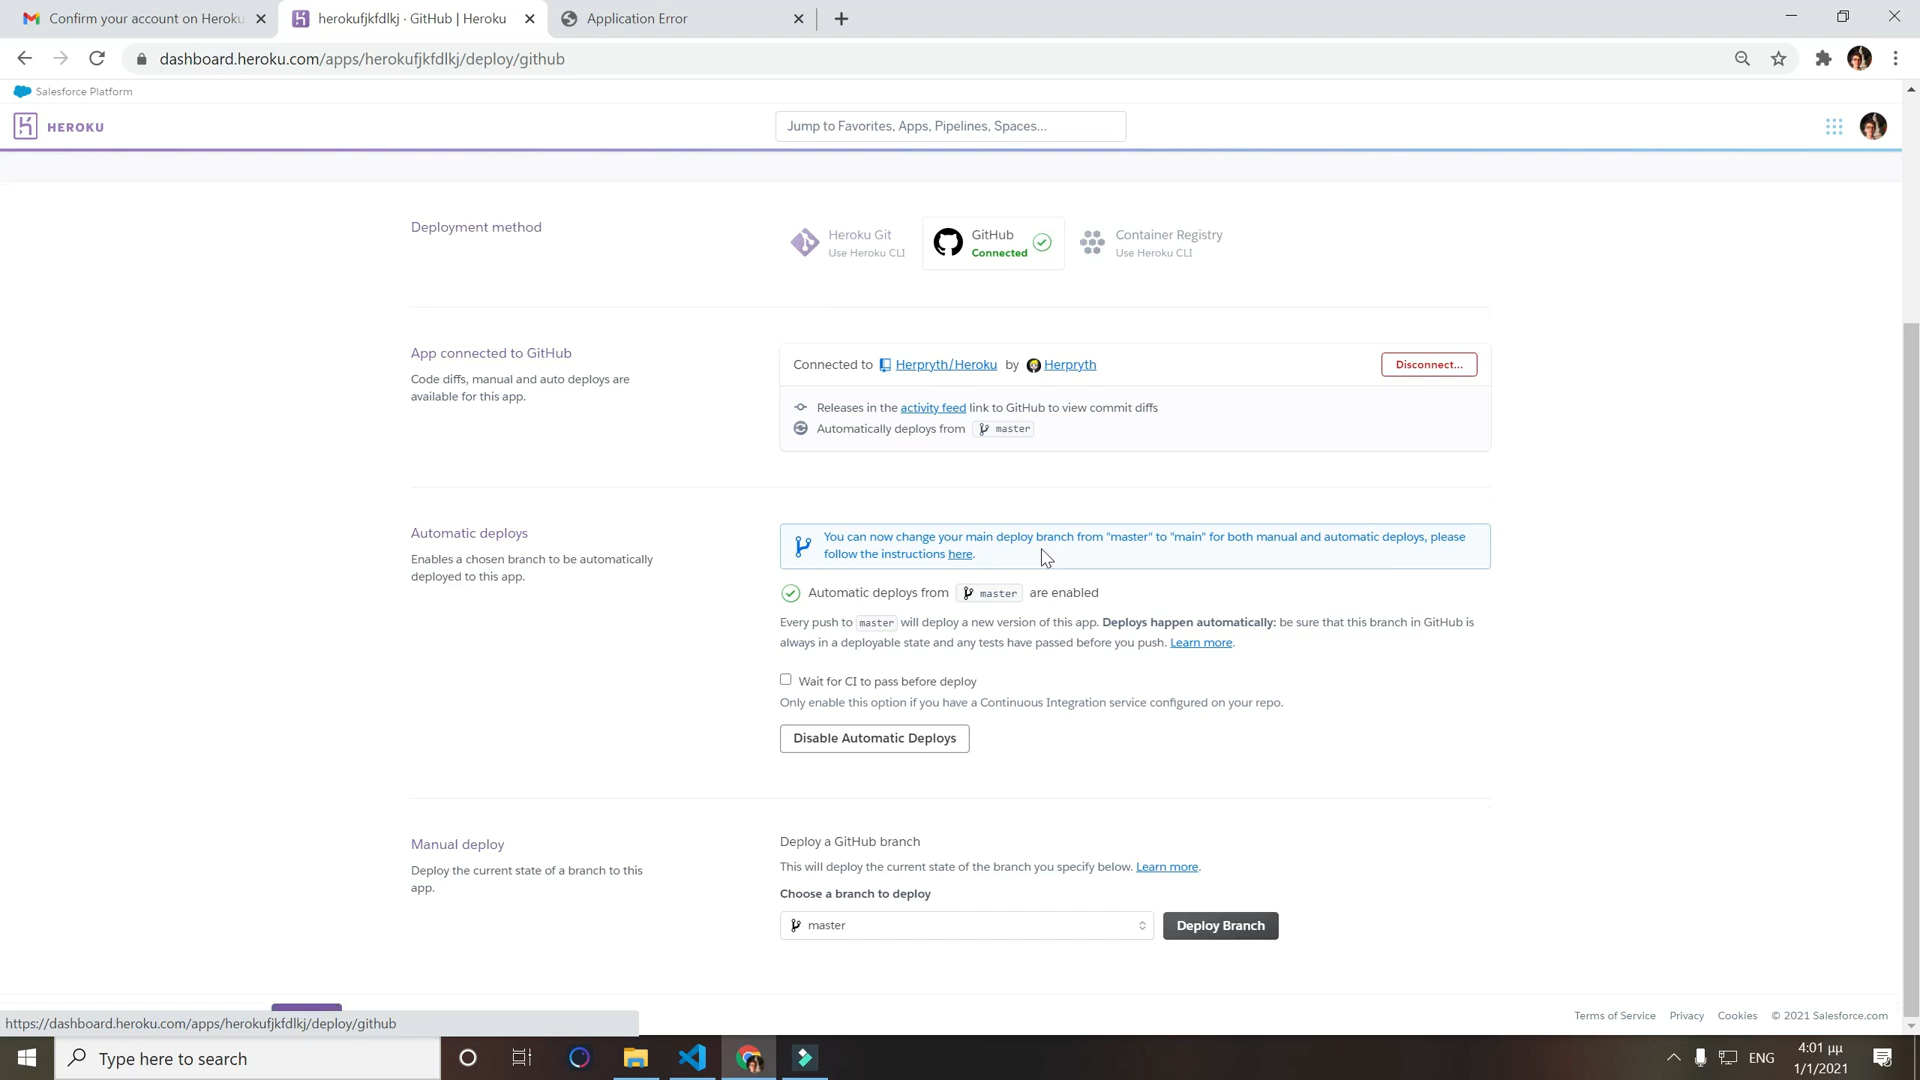 Confirm your account on Heroku
herokufjkfdlkj · GitHub | Heroku
Application Error
dashboard.heroku.com/apps/herokufjkfdlkj/deploy/github
Salesforce Platform
HEROKU
Jump to Favorites, Apps, Pipelines, Spaces...
Deployment method
Heroku Git
Use Heroku CLI
GitHub
Connected
Container Registry
Use Heroku CLI
App connected to GitHub
Code diffs, manual and auto deploys are
available for this app.
Connected to Herpryth/Heroku by Herpryth
Disconnect...
Releases in the activity feed link to GitHub to view commit diffs
Automatically deploys from master
Automatic deploys
Enables a chosen branch to be automatically
deployed to this app.
You can now change your main deploy branch from "master" to "main" for both manual and automatic deploys, please
follow the instructions here.
Automatic deploys from master are enabled
Every push to master will deploy a new version of this app. Deploys happen automatically: be sure that this branch in GitHub is
always in a deployable state and any tests have passed before you push. Learn more.
Wait for CI to pass before deploy
Only enable this option if you have a Continuous Integration service configured on your repo.
Disable Automatic Deploys
Manual deploy
Deploy the current state of a branch to this
app.
Deploy a GitHub branch
This will deploy the current state of the branch you specify below. Learn more.
Choose a branch to deploy
master
Deploy Branch
Terms of Service Privacy Cookies © 2021 Salesforce.com
https://dashboard.heroku.com/apps/herokufjkfdlkj/deploy/github
Type here to search
ENG
4:01 μμ
1/1/2021